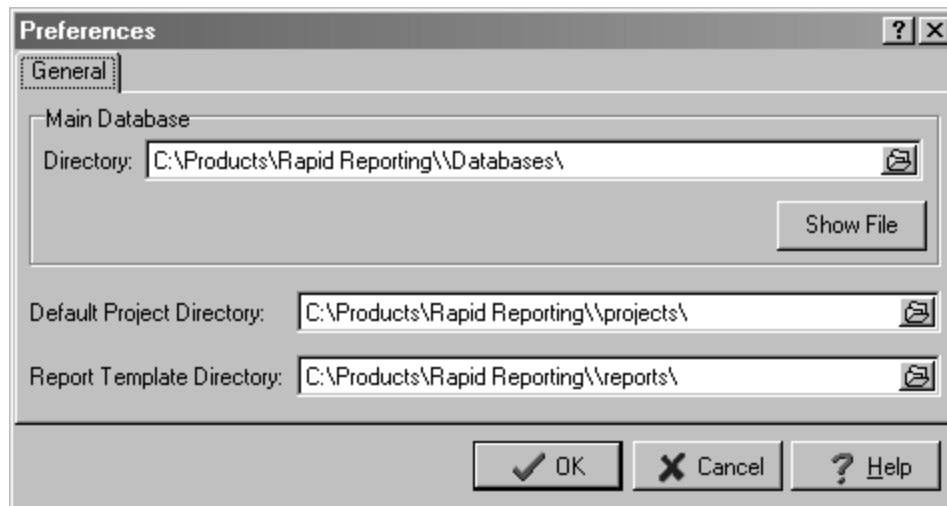 Preferences
General
Main Database
Directory: C:\Products\Rapid Reporting\\Databases\
Show File
Default Project Directory: C:\Products\Rapid Reporting\\projects\
Report Template Directory: C:\Products\Rapid Reporting\\reports\
OK Cancel Help